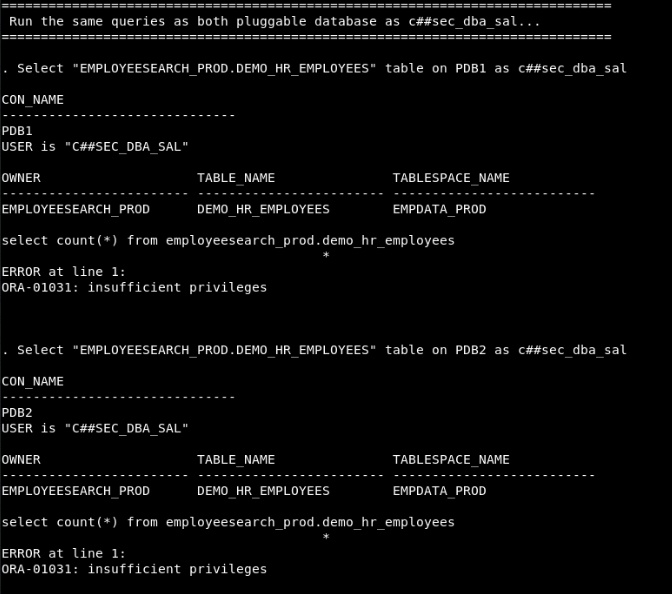 ==============================================================================
 Run the same queries as both pluggable database as c##sec_dba_sal...
==============================================================================
. Select "EMPLOYEESEARCH_PROD.DEMO_HR_EMPLOYEES" table on PDB1 as c##sec_dba_sal
CON_NAME
------------------------------
PDB1
USER is "C##SEC_DBA_SAL"
OWNER                    TABLE_NAME               TABLESPACE_NAME
------------------------ ------------------------ --------------------------
EMPLOYEESEARCH_PROD      DEMO_HR_EMPLOYEES        EMPDATA_PROD
select count(*) from employeesearch_prod.demo_hr_employees
                                         *
ERROR at line 1:
ORA-01031: insufficient privileges
. Select "EMPLOYEESEARCH_PROD.DEMO_HR_EMPLOYEES" table on PDB2 as c##sec_dba_sal
CON_NAME
------------------------------
PDB2
USER is "C##SEC_DBA_SAL"
OWNER                    TABLE_NAME               TABLESPACE_NAME
------------------------ ------------------------ --------------------------
EMPLOYEESEARCH_PROD      DEMO_HR_EMPLOYEES        EMPDATA_PROD
select count(*) from employeesearch_prod.demo_hr_employees
                                         *
ERROR at line 1:
ORA-01031: insufficient privileges